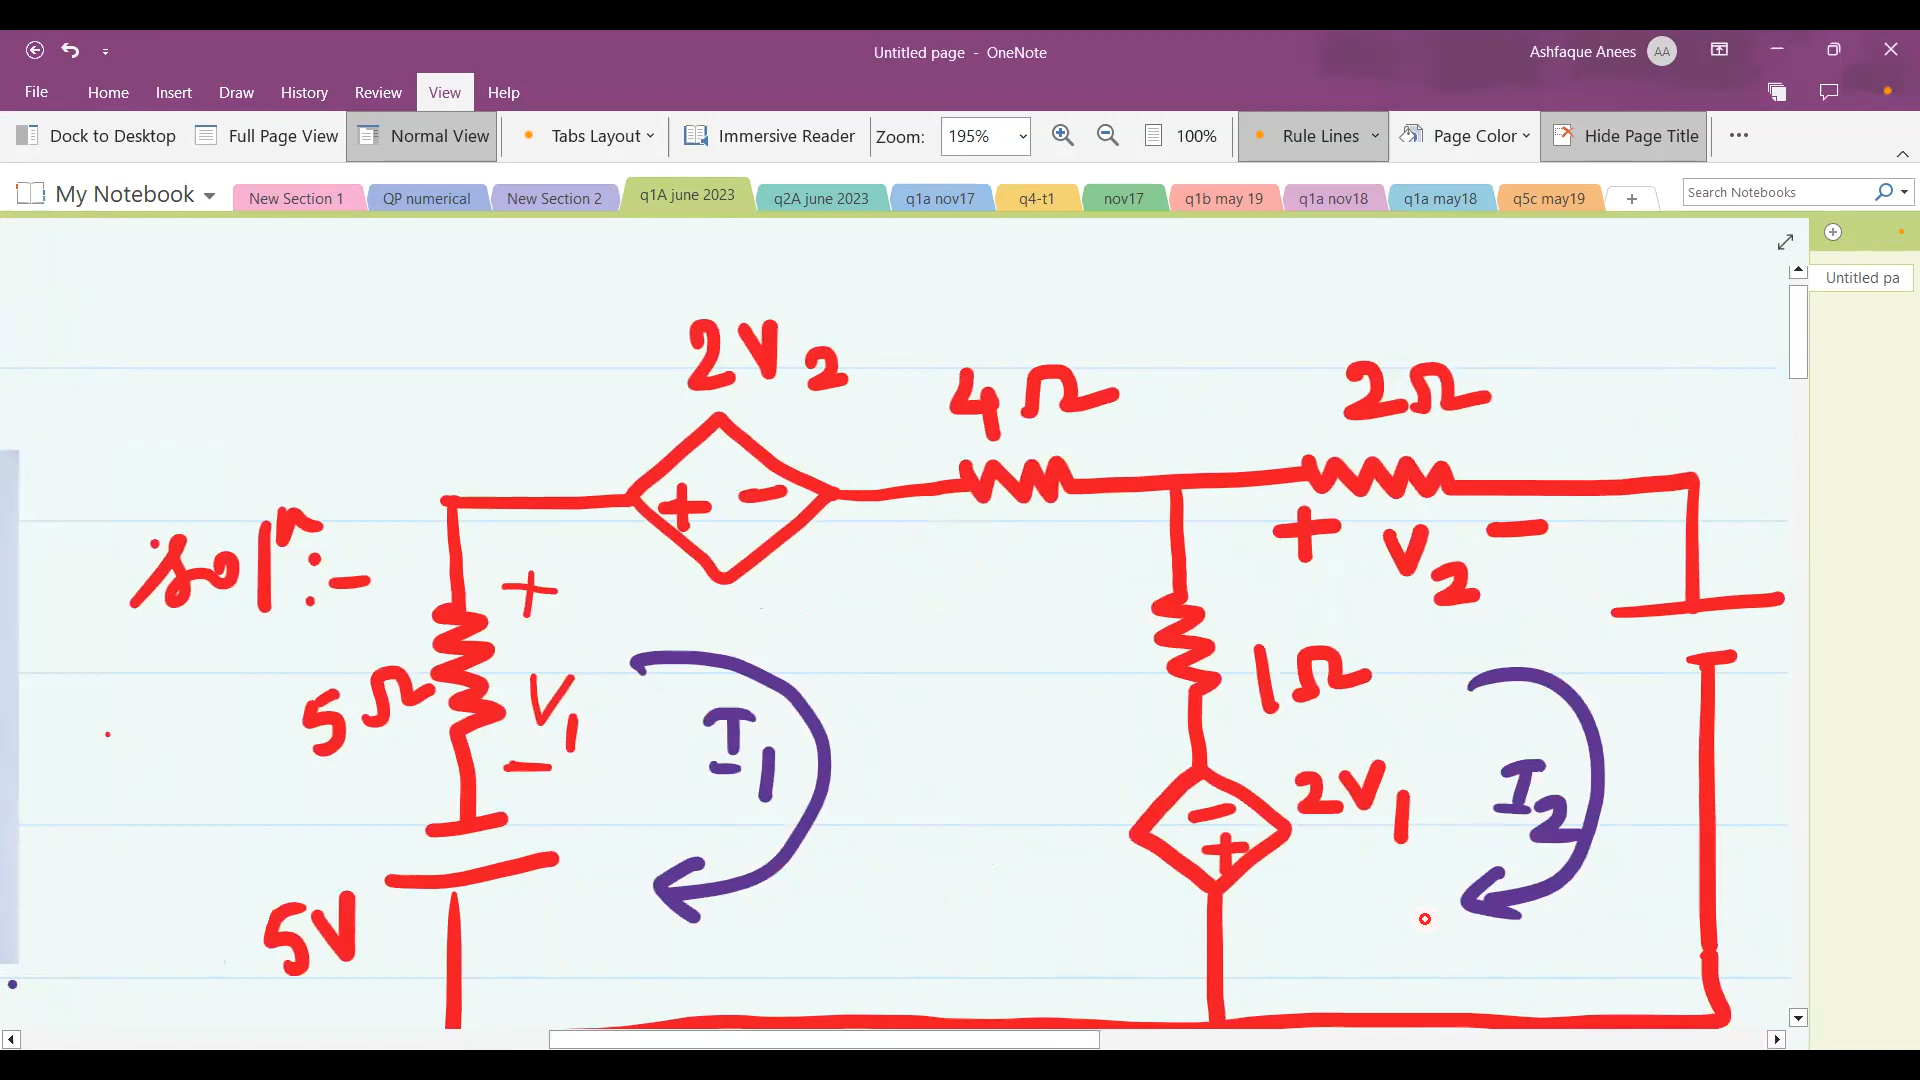 Untitled page - OneNote
Ashfaque Anees
AA
File
Home
Insert
Draw
History
Review
View
Help
Dock to Desktop
Full Page View
Normal View
Tabs Layout
Immersive Reader
Zoom:
195%
100%
Rule Lines
Page Color
Hide Page Title
My Notebook
New Section 1
QP numerical
New Section 2
q1A june 2023
q2A june 2023
q1a nov17
q4-t1
nov17
q1b may 19
q1a nov18
q1a may18
q5c may19
Search Notebooks
Untitled pa
2V2
4Ω
2Ω
+ -
solⁿ:-
+ V2 -
+
5Ω
V1
-
I1
1Ω
2V1
- +
I2
5V